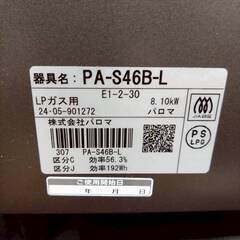 器具名: PA-S46B-L
E1-2-30
LPガス用 8.10kW
24・05-901272 パロマ
株式会社パロマ
PS
LPG
307 PA-S46B-L
区分C 効率56.3%
区分J 効率192Wh
ご使用開始日
年 月 日